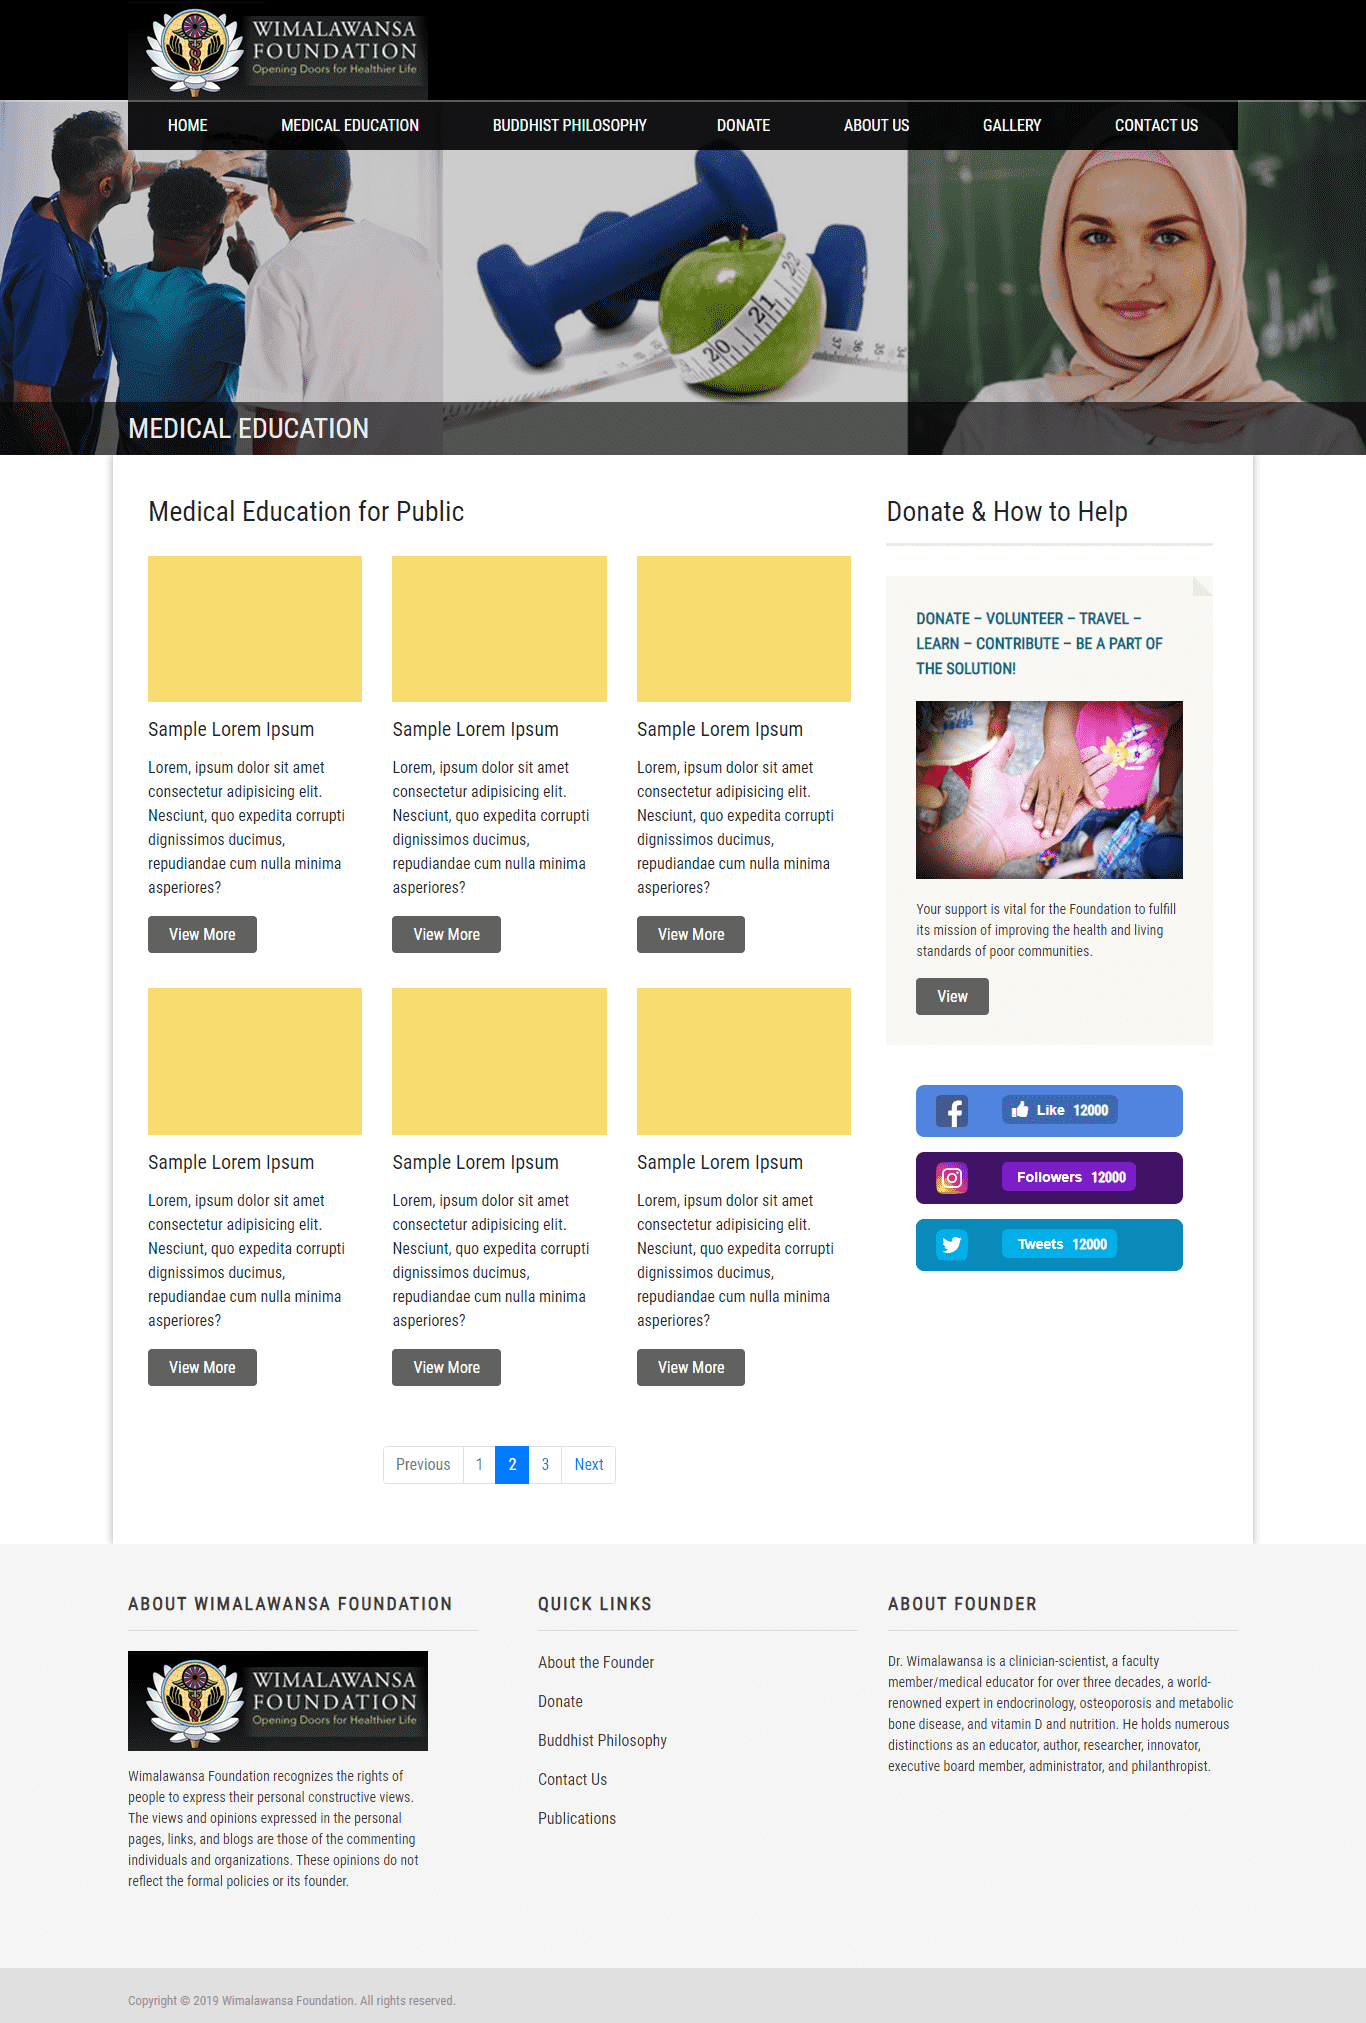 WIMALAWANSA
FOUNDATION
Opening Doors for Healthier Life
HOME MEDICAL EDUCATION BUDDHIST PHILOSOPHY DONATE ABOUT US GALLERY CONTACT US
22
21
20
34 35 36
MEDICAL EDUCATION
Medical Education for Public
Sample Lorem Ipsum
Lorem, ipsum dolor sit amet
consectetur adipisicing elit.
Nesciunt, quo expedita corrupti
dignissimos ducimus,
repudiandae cum nulla minima
asperiores?
View More
Sample Lorem Ipsum
Lorem, ipsum dolor sit amet
consectetur adipisicing elit.
Nesciunt, quo expedita corrupti
dignissimos ducimus,
repudiandae cum nulla minima
asperiores?
View More
Sample Lorem Ipsum
Lorem, ipsum dolor sit amet
consectetur adipisicing elit.
Nesciunt, quo expedita corrupti
dignissimos ducimus,
repudiandae cum nulla minima
asperiores?
View More
Sample Lorem Ipsum
Lorem, ipsum dolor sit amet
consectetur adipisicing elit.
Nesciunt, quo expedita corrupti
dignissimos ducimus,
repudiandae cum nulla minima
asperiores?
View More
Sample Lorem Ipsum
Lorem, ipsum dolor sit amet
consectetur adipisicing elit.
Nesciunt, quo expedita corrupti
dignissimos ducimus,
repudiandae cum nulla minima
asperiores?
View More
Sample Lorem Ipsum
Lorem, ipsum dolor sit amet
consectetur adipisicing elit.
Nesciunt, quo expedita corrupti
dignissimos ducimus,
repudiandae cum nulla minima
asperiores?
View More
Previous 1 2 3 Next
Donate & How to Help
DONATE – VOLUNTEER – TRAVEL –
LEARN – CONTRIBUTE – BE A PART OF
THE SOLUTION!
Your support is vital for the Foundation to fulfill
its mission of improving the health and living
standards of poor communities.
View
Like 12000
Followers 12000
Tweets 12000
ABOUT WIMALAWANSA FOUNDATION
WIMALAWANSA
FOUNDATION
Opening Doors for Healthier Life
Wimalawansa Foundation recognizes the rights of
people to express their personal constructive views.
The views and opinions expressed in the personal
pages, links, and blogs are those of the commenting
individuals and organizations. These opinions do not
reflect the formal policies or its founder.
QUICK LINKS
About the Founder
Donate
Buddhist Philosophy
Contact Us
Publications
ABOUT FOUNDER
Dr. Wimalawansa is a clinician-scientist, a faculty
member/medical educator for over three decades, a world-
renowned expert in endocrinology, osteoporosis and metabolic
bone disease, and vitamin D and nutrition. He holds numerous
distinctions as an educator, author, researcher, innovator,
executive board member, administrator, and philanthropist.
Copyright © 2019 Wimalawansa Foundation. All rights reserved.